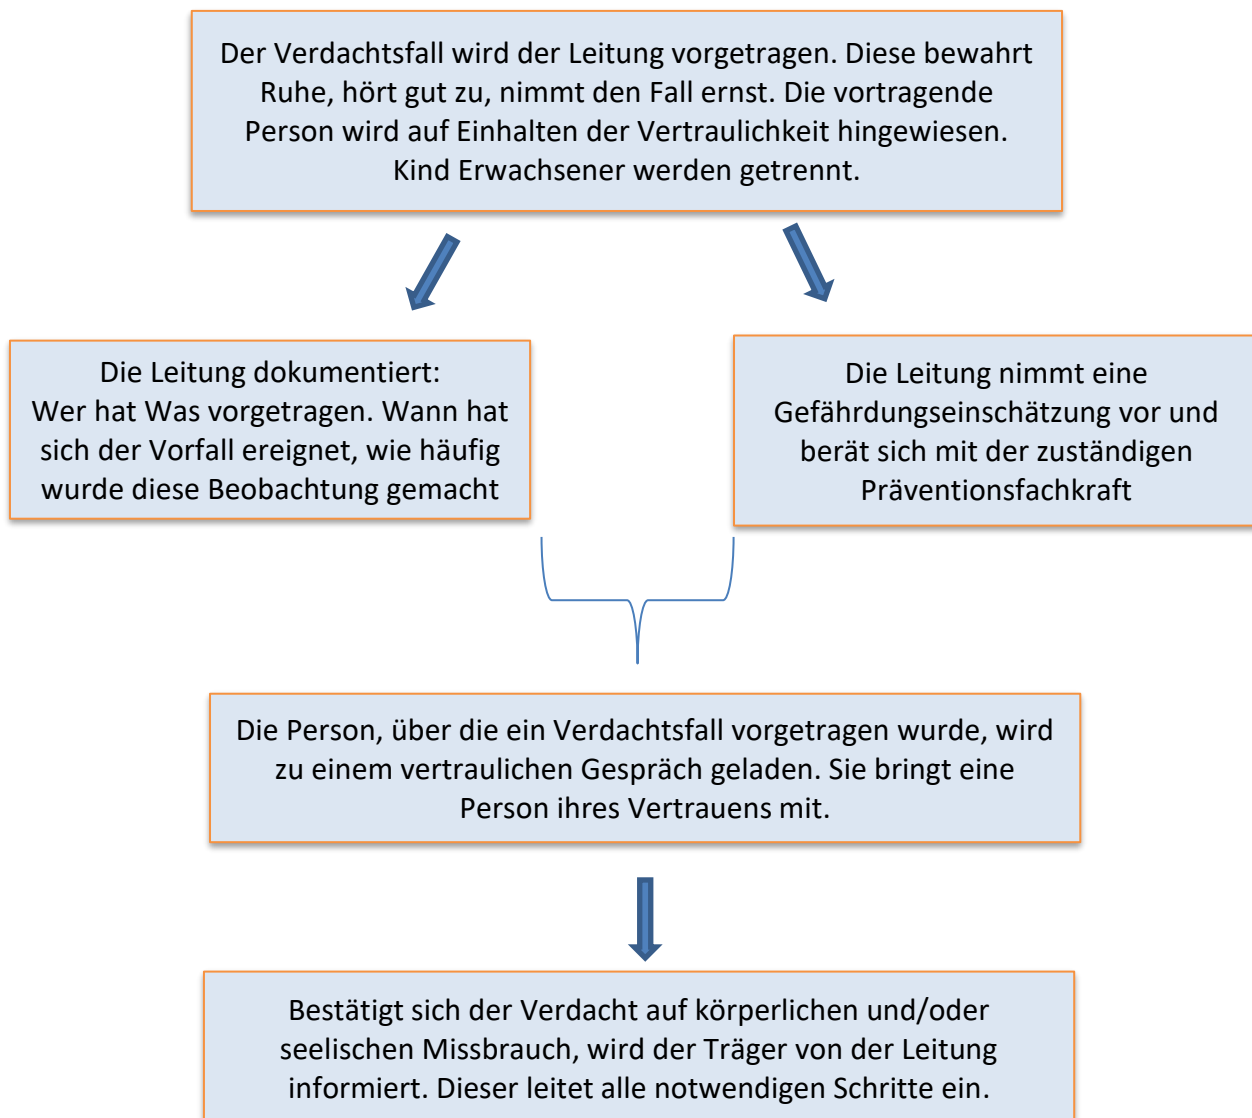 Der Verdachtsfall wird der Leitung vorgetragen. Diese bewahrt
Ruhe, hört gut zu, nimmt den Fall ernst. Die vortragende
Person wird auf Einhalten der Vertraulichkeit hingewiesen.
Kind Erwachsener werden getrennt.
Die Leitung dokumentiert:
Wer hat Was vorgetragen. Wann hat
sich der Vorfall ereignet, wie häufig
wurde diese Beobachtung gemacht
Die Leitung nimmt eine
Gefährdungseinschätzung vor und
berät sich mit der zuständigen
Präventionsfachkraft
Die Person, über die ein Verdachtsfall vorgetragen wurde, wird
zu einem vertraulichen Gespräch geladen. Sie bringt eine
Person ihres Vertrauens mit.
Bestätigt sich der Verdacht auf körperlichen und/oder
seelischen Missbrauch, wird der Träger von der Leitung
informiert. Dieser leitet alle notwendigen Schritte ein.